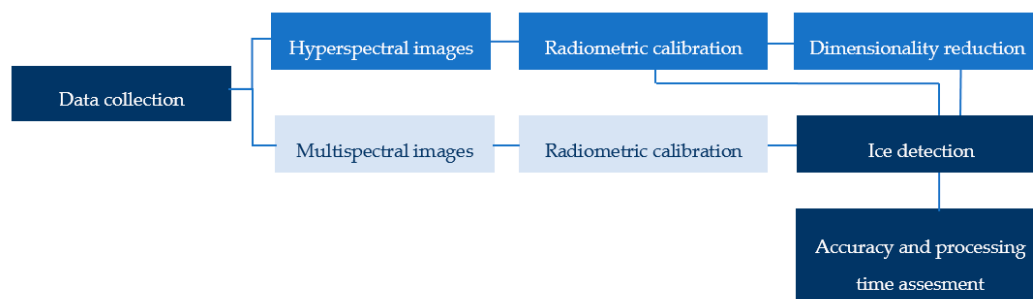 Hyperspectral images
Radiometric calibration
Dimensionality reduction
Data collection
Multispectral images
Radiometric calibration
Ice detection
Accuracy and processing
time assesment